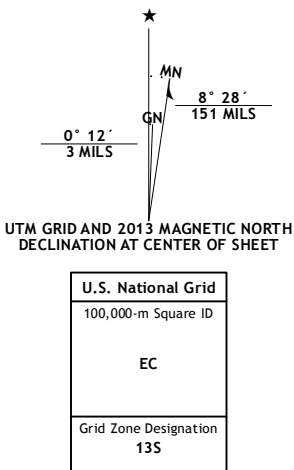 MN
8° 28´
151 MILS
GN
0° 12´
3 MILS
UTM GRID AND 2013 MAGNETIC NORTH
DECLINATION AT CENTER OF SHEET
U.S. National Grid
100,000-m Square ID
EC
Grid Zone Designation
13S